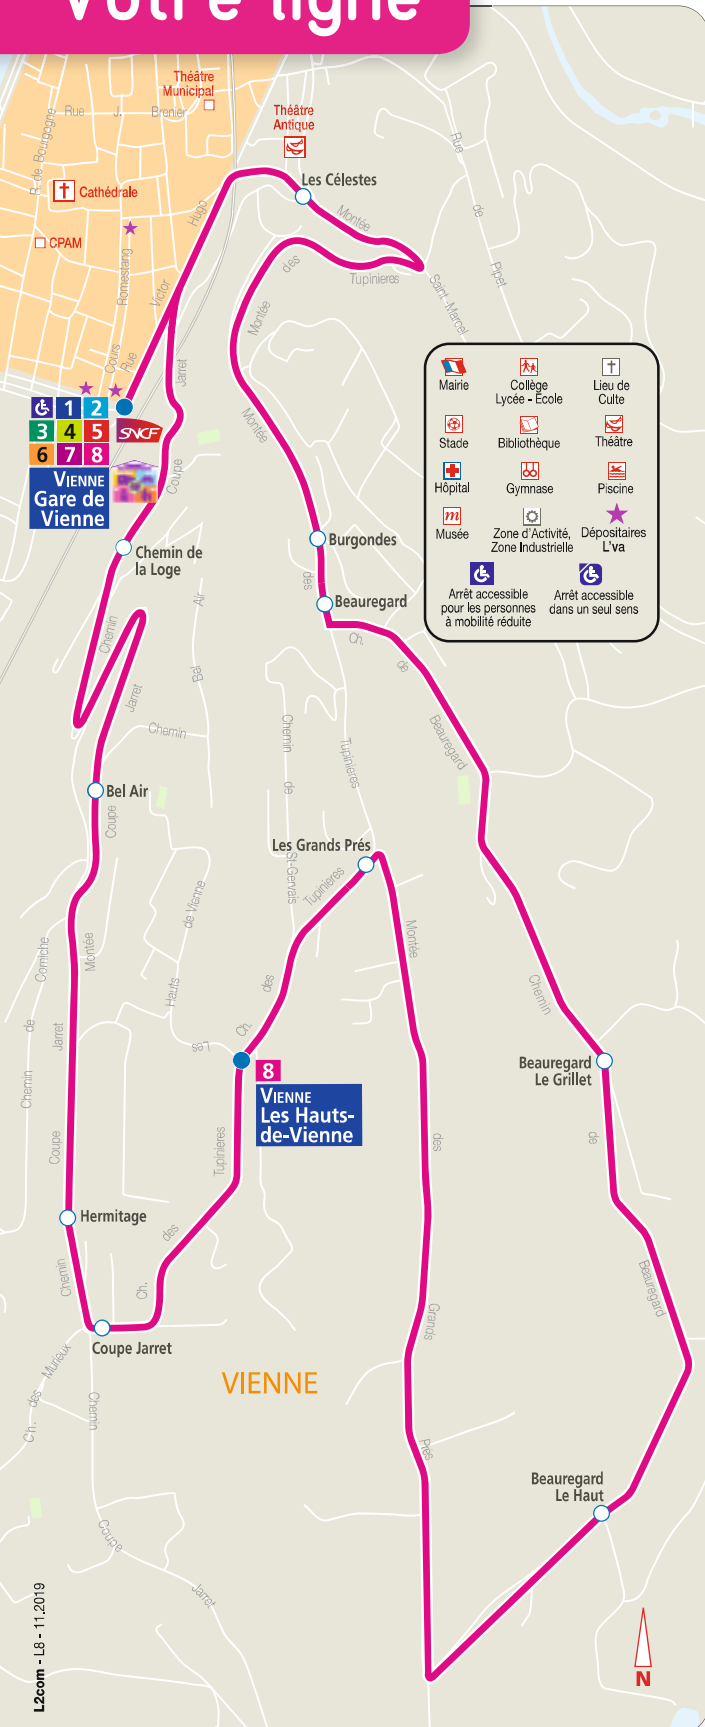 Votre ligne
Théâtre
Municipal
Rue J. Brenier
R. de Bourgogne
Théâtre
Antique
Cathédrale
CPAM
Les Célestes
Montée
Saint-Marcel
Rue
de
Pipet
Hugo
Victor
Rue
Romestang
Cours
des
Tupinieres
Montée
Montée
des
Jarret
Coupe
1 2
3 4 5
6 7 8
SNCF
VIENNE
Gare de
Vienne
Mairie
Collège
Lycée - École
Lieu de
Culte
Stade
Bibliothèque
Théâtre
Hôpital
Gymnase
Piscine
m
Musée
Zone d'Activité,
Zone Industrielle
Dépositaires
L'va
Arrêt accessible
pour les personnes
à mobilité réduite
Arrêt accessible
dans un seul sens
Chemin de
la Loge
Burgondes
Beauregard
Ch.
de
Beauregard
Chemin
Jarret
Air
Bel
Chemin
Chemin
de
St-Gervais
Tupinieres
Bel Air
Coupe
Les Grands Prés
Tupinieres
des
Ch.
de Vienne
Hauts
Les
Montée
Corniche
de
Chemin
Jarret
Coupe
Montée
des
Grands
Prés
Chemin
de
Beauregard
Beauregard
Le Grillet
8
VIENNE
Les Hauts-
de-Vienne
Tupinieres
des
Ch.
Hermitage
Chemin
Coupe Jarret
Ch. des Murieux
Chemin
Coupe
Jarret
VIENNE
Beauregard
Le Haut
L2com - L8 - 11.2019
N